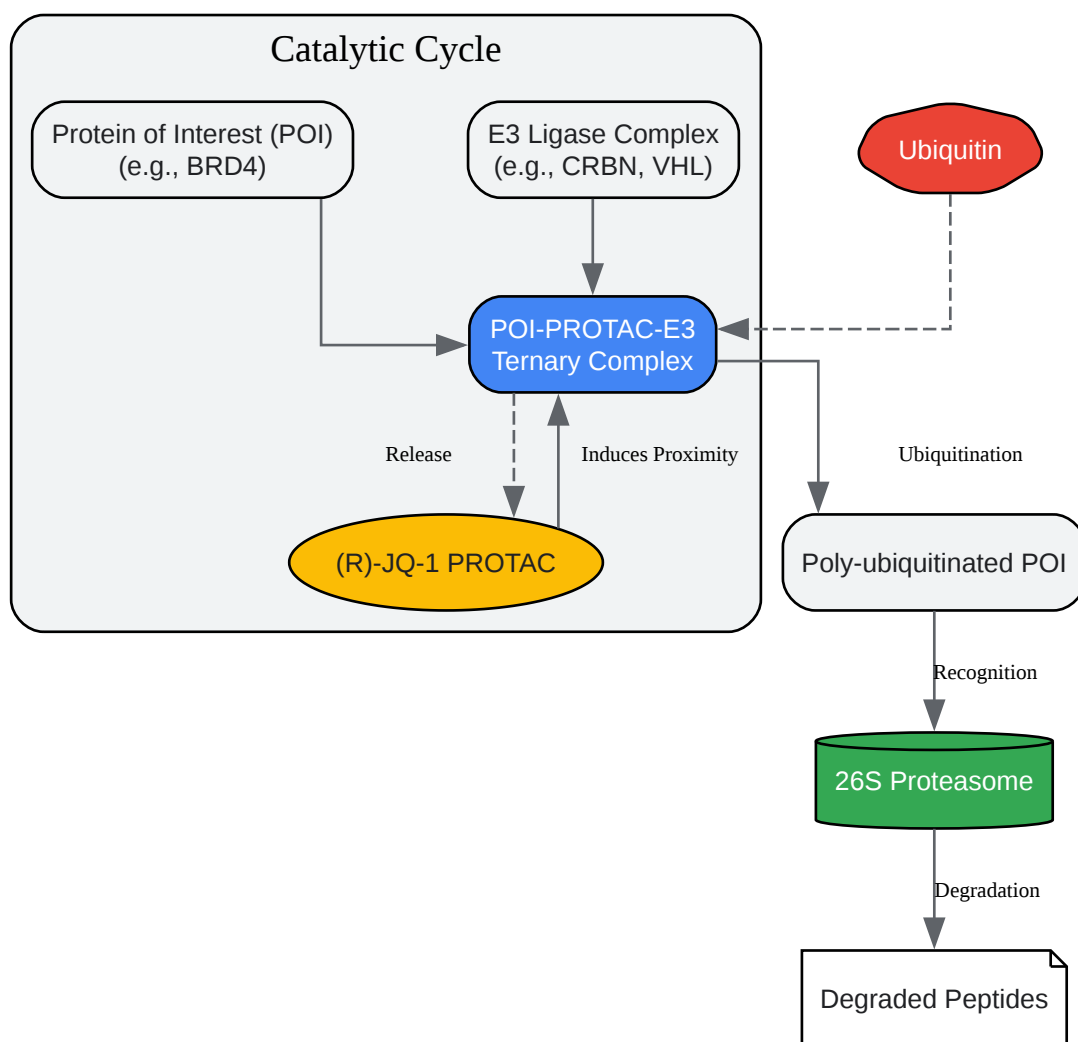 Catalytic Cycle
Protein of Interest (POI)
(e.g., BRD4)
E3 Ligase Complex
(e.g., CRBN, VHL)
Ubiquitin
POI-PROTAC-E3
Ternary Complex
Release
Induces Proximity
Ubiquitination
(R)-JQ-1 PROTAC
Poly-ubiquitinated POI
Recognition
26S Proteasome
Degradation
Degraded Peptides